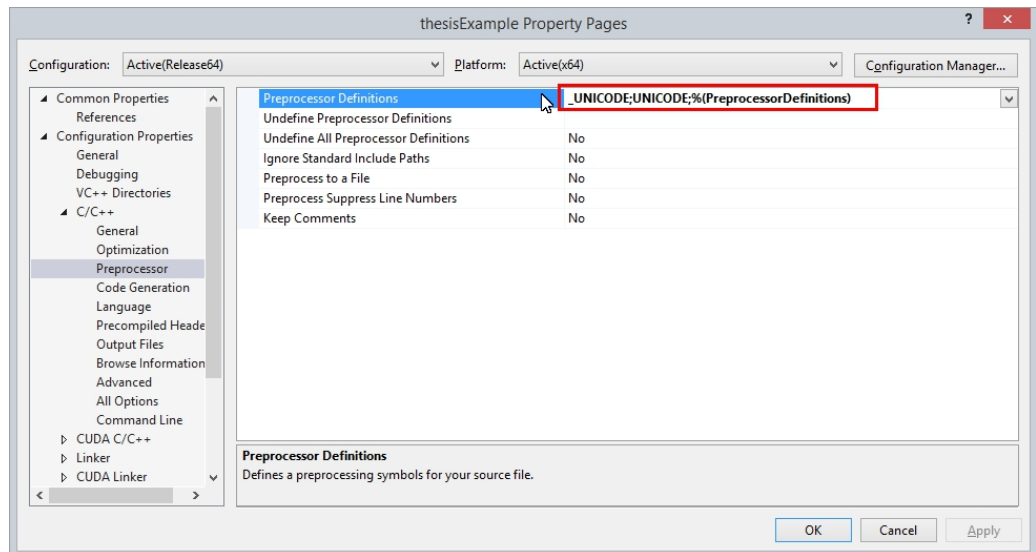 thesisExample Property Pages
? ×
Configuration: Active(Release64) Platform: Active(x64) Configuration Manager...
Common Properties
References
Configuration Properties
General
Debugging
VC++ Directories
C/C++
General
Optimization
Preprocessor
Code Generation
Language
Precompiled Heade
Output Files
Browse Information
Advanced
All Options
Command Line
CUDA C/C++
Linker
CUDA Linker
Preprocessor Definitions _UNICODE;UNICODE;%(PreprocessorDefinitions)
Undefine Preprocessor Definitions
Undefine All Preprocessor Definitions No
Ignore Standard Include Paths No
Preprocess to a File No
Preprocess Suppress Line Numbers No
Keep Comments No
Preprocessor Definitions
Defines a preprocessing symbols for your source file.
OK Cancel Apply